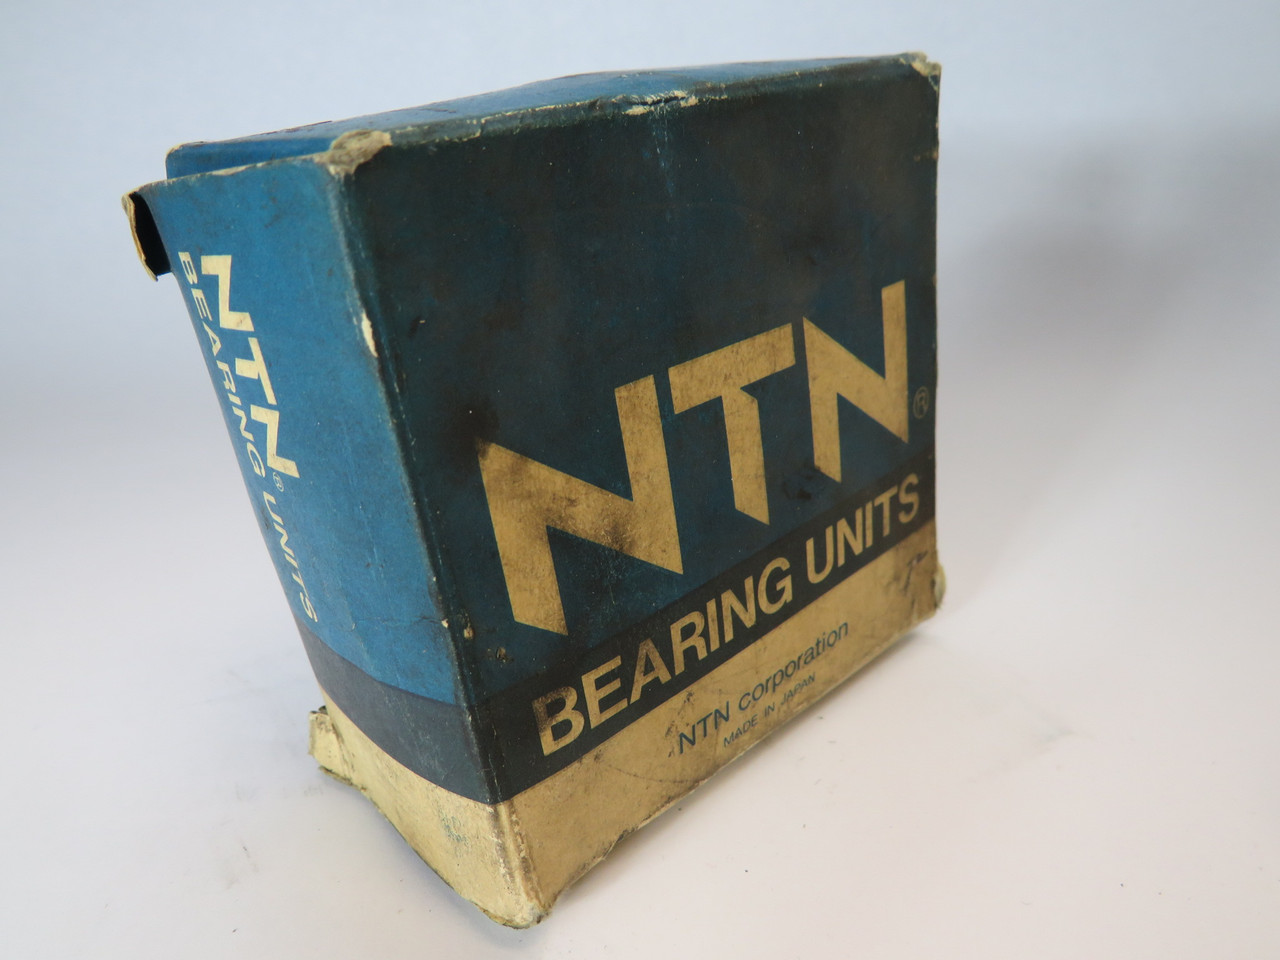 NTN®
BEARING UNITS
NTN®
BEARING UNITS
NTN corporation
MADE IN JAPAN